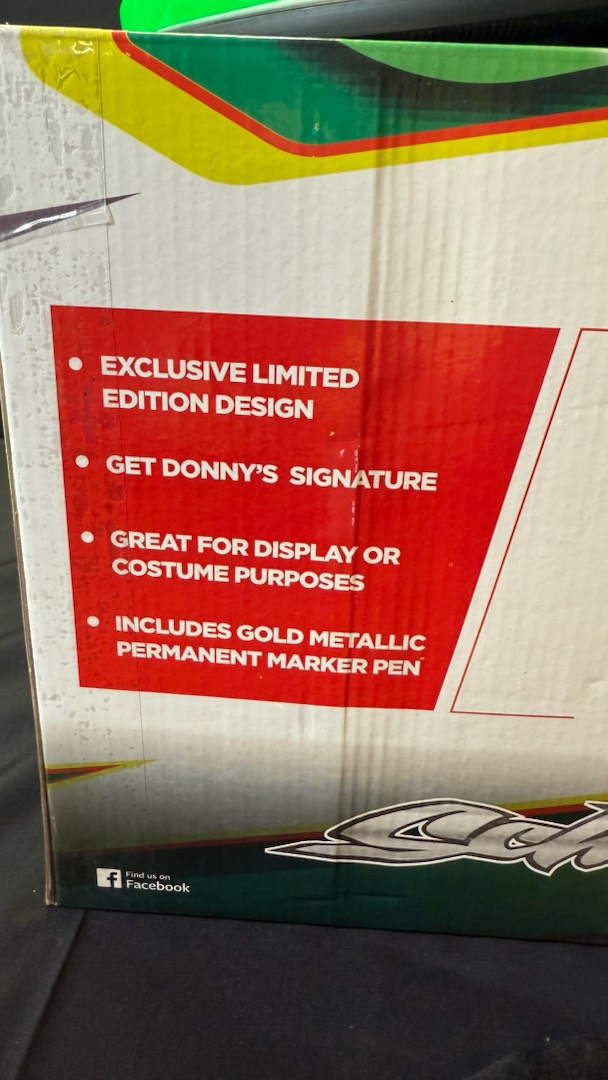 EXCLUSIVE LIMITED
EDITION DESIGN
GET DONNY'S SIGNATURE
GREAT FOR DISPLAY OR
COSTUME PURPOSES
INCLUDES GOLD METALLIC
PERMANENT MARKER PEN
Find us on
Facebook